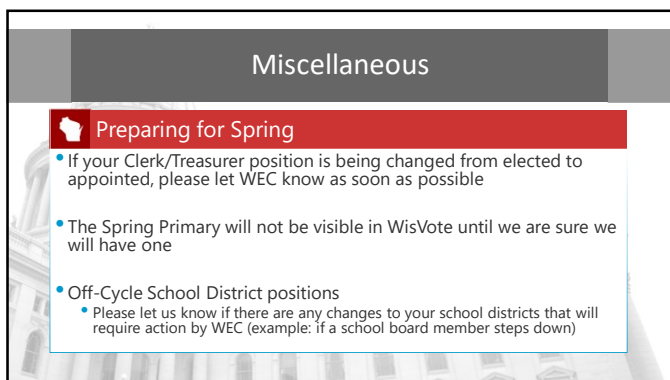 Miscellaneous
Preparing for Spring
• If your Clerk/Treasurer position is being changed from elected to
appointed, please let WEC know as soon as possible
• The Spring Primary will not be visible in WisVote until we are sure we
will have one
• Off-Cycle School District positions
• Please let us know if there are any changes to your school districts that will
require action by WEC (example: if a school board member steps down)